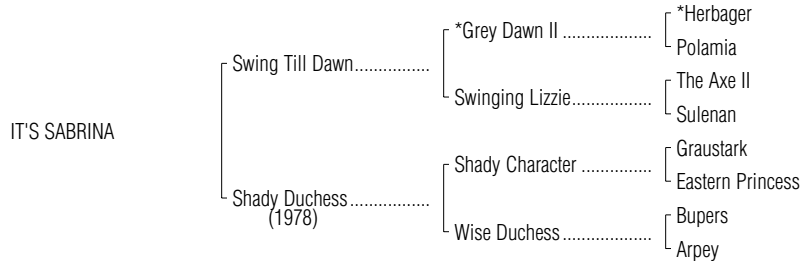 *Herbager
*Grey Dawn II ...................
Polamia
Swing Till Dawn................
The Axe II
Swinging Lizzie.................
Sulenan
IT'S SABRINA
Graustark
Shady Character ...............
Eastern Princess
Shady Duchess.................
(1978)
Bupers
Wise Duchess...................
Arpey